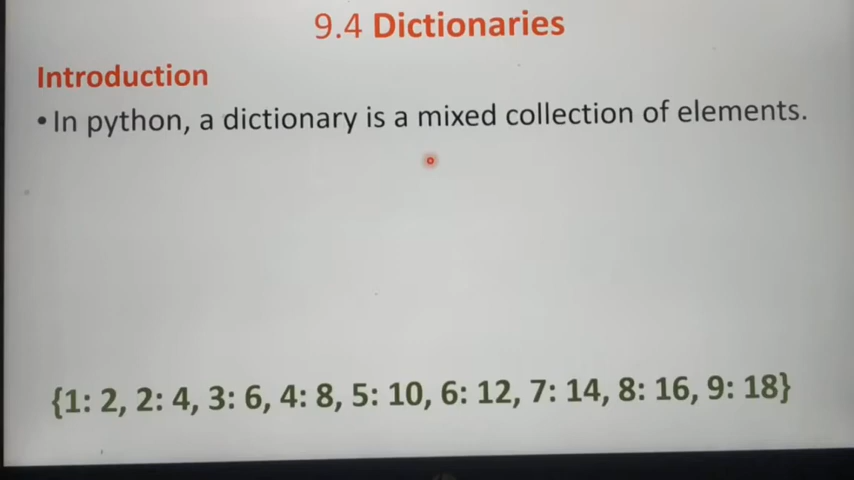 9.4 Dictionaries
Introduction
• In python, a dictionary is a mixed collection of elements.
{1: 2, 2: 4, 3: 6, 4: 8, 5: 10, 6: 12, 7: 14, 8: 16, 9: 18}